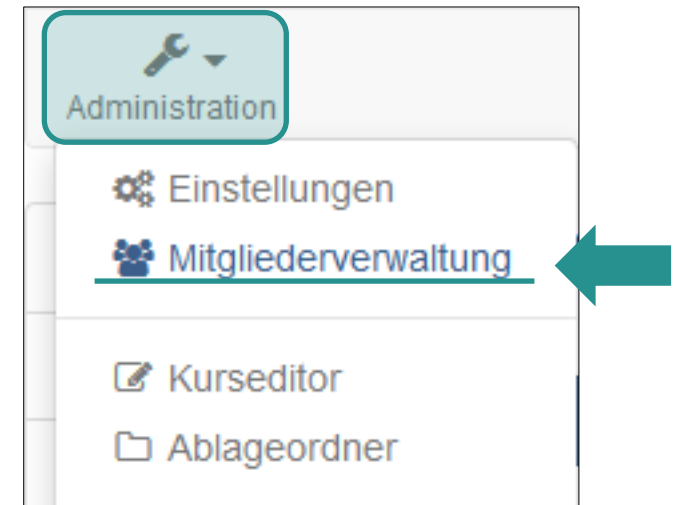 Administration
Einstellungen
Mitgliederverwaltung
Kurseditor
Ablageordner